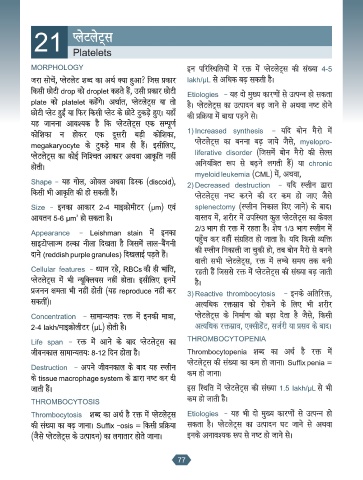 21 प्लेटलेट्स
Platelets
MORPHOLOGY
जरा सोचें, प्लेटलेट शब्द का अर्थ क्या हुआ? जिस प्रकार
किसी छोटी drop को droplet कहते हैं, उसी प्रकार छोटी
plate को platelet कहेंगे। अर्थात, प्लेटलेट्स या तो
छोटी प्लेट हुईं या फिर किसी प्लेट के छोटे टुकड़े हुए। यहाँ
यह जानना आवश्यक है कि प्लेटलेट्स एक सम्पूर्ण
कोशिका न होकर एक दूसरी बड़ी कोशिका,
megakaryocyte के टुकड़े मात्र ही हैं। इसीलिए,
प्लेटलेट्स का कोई निश्चित आकार अथवा आकृति नहीं
होती।
Shape – यह गोल, ओवल अथवा डिस्क (discoid),
किसी भी आकृति की हो सकती हैं।
Size - इनका आकार 2-4 माइक्रोमीटर (μm) एवं
आयतन 5-6 μm³ हो सकता है।
Appearance – Leishman stain में इनका
साइटोप्लाज्म हल्का नीला दिखता है जिसमें लाल-बैंगनी
दाने (reddish purple granules) दिखलाई पड़ते हैं।
Cellular features – ध्यान रहे, RBCs की ही भांति,
प्लेटलेट्स में भी न्यूक्लियस नहीं होता। इसीलिए इनमें
प्रजनन क्षमता भी नहीं होती (यह reproduce नहीं कर
सकतीं)।
Concentration – सामान्यतः रक्त में इनकी मात्रा,
2-4 lakh/माइक्रोलीटर (μL) होती है।
Life span – रक्त में आने के बाद प्लेटलेट्स का
जीवनकाल सामान्यतयः 8-12 दिन होता है।
Destruction – अपने जीवनकाल के बाद यह स्प्लीन
के tissue macrophage system के द्वारा नष्ट कर दी
जाती हैं।
THROMBOCYTOSIS
Thrombocytosis शब्द का अर्थ है रक्त में प्लेटलेट्स
की संख्या का बढ़ जाना। Suffix -osis = किसी प्रक्रिया
(जैसे प्लेटलेट्स के उत्पादन) का लगातार होते जाना।
इन परिस्थितियों में रक्त में प्लेटलेट्स की संख्या 4-5
lakh/μL से अधिक बढ़ सकती है।
Etiologies – यह दो मुख्य कारणों से उत्पन्न हो सकता
है। प्लेटलेट्स का उत्पादन बढ़ जाने से अथवा नष्ट होने
की प्रक्रिया में बाधा पड़ने से।
1) Increased synthesis – यदि बोन मैरो में
प्लेटलेट्स का बनना बढ़ जाये जैसे, myelopro-
liferative disorder (जिसमें बोन मैरो की सेल्स
अनियंत्रित रूप से बढ़ने लगती हैं) या chronic
myeloid leukemia (CML) में, अथवा,
2) Decreased destruction – यदि स्प्लीन द्वारा
प्लेटलेट्स नष्ट करने की दर कम हो जाए जैसे
splenectomy (स्प्लीन निकाल दिए जाने) के बाद।
वास्तव में, शरीर में उपस्थित कुल प्लेटलेट्स का केवल
2/3 भाग ही रक्त में रहता है। शेष 1/3 भाग स्प्लीन में
पहुँच कर वहीं संग्रहित हो जाता है। यदि किसी व्यक्ति
की स्प्लीन निकाली जा चुकी हो, तब बोन मैरो से बनने
वाली सभी प्लेटलेट्स, रक्त में लम्बे समय तक बनी
रहती हैं जिससे रक्त में प्लेटलेट्स की संख्या बढ़ जाती
है।
3) Reactive thrombocytosis – इनके अतिरिक्त,
अत्यधिक रक्तस्राव को रोकने के लिए भी शरीर
प्लेटलेट्स के निर्माण को बढ़ा देता है जैसे, किसी
अत्यधिक रक्तस्राव, एक्सीडेंट, सर्जरी या प्रसव के बाद।
THROMBOCYTOPENIA
Thrombocytopenia शब्द का अर्थ है रक्त में
प्लेटलेट्स की संख्या का कम हो जाना। Suffix penia =
कम हो जाना।
इस स्थिति में प्लेटलेट्स की संख्या 1.5 lakh/μL से भी
कम हो जाती है।
Etiologies - यह भी दो मुख्य कारणों से उत्पन्न हो
सकता है। प्लेटलेट्स का उत्पादन घट जाने से अथवा
इनके अनावश्यक रूप से नष्ट हो जाने से।
77